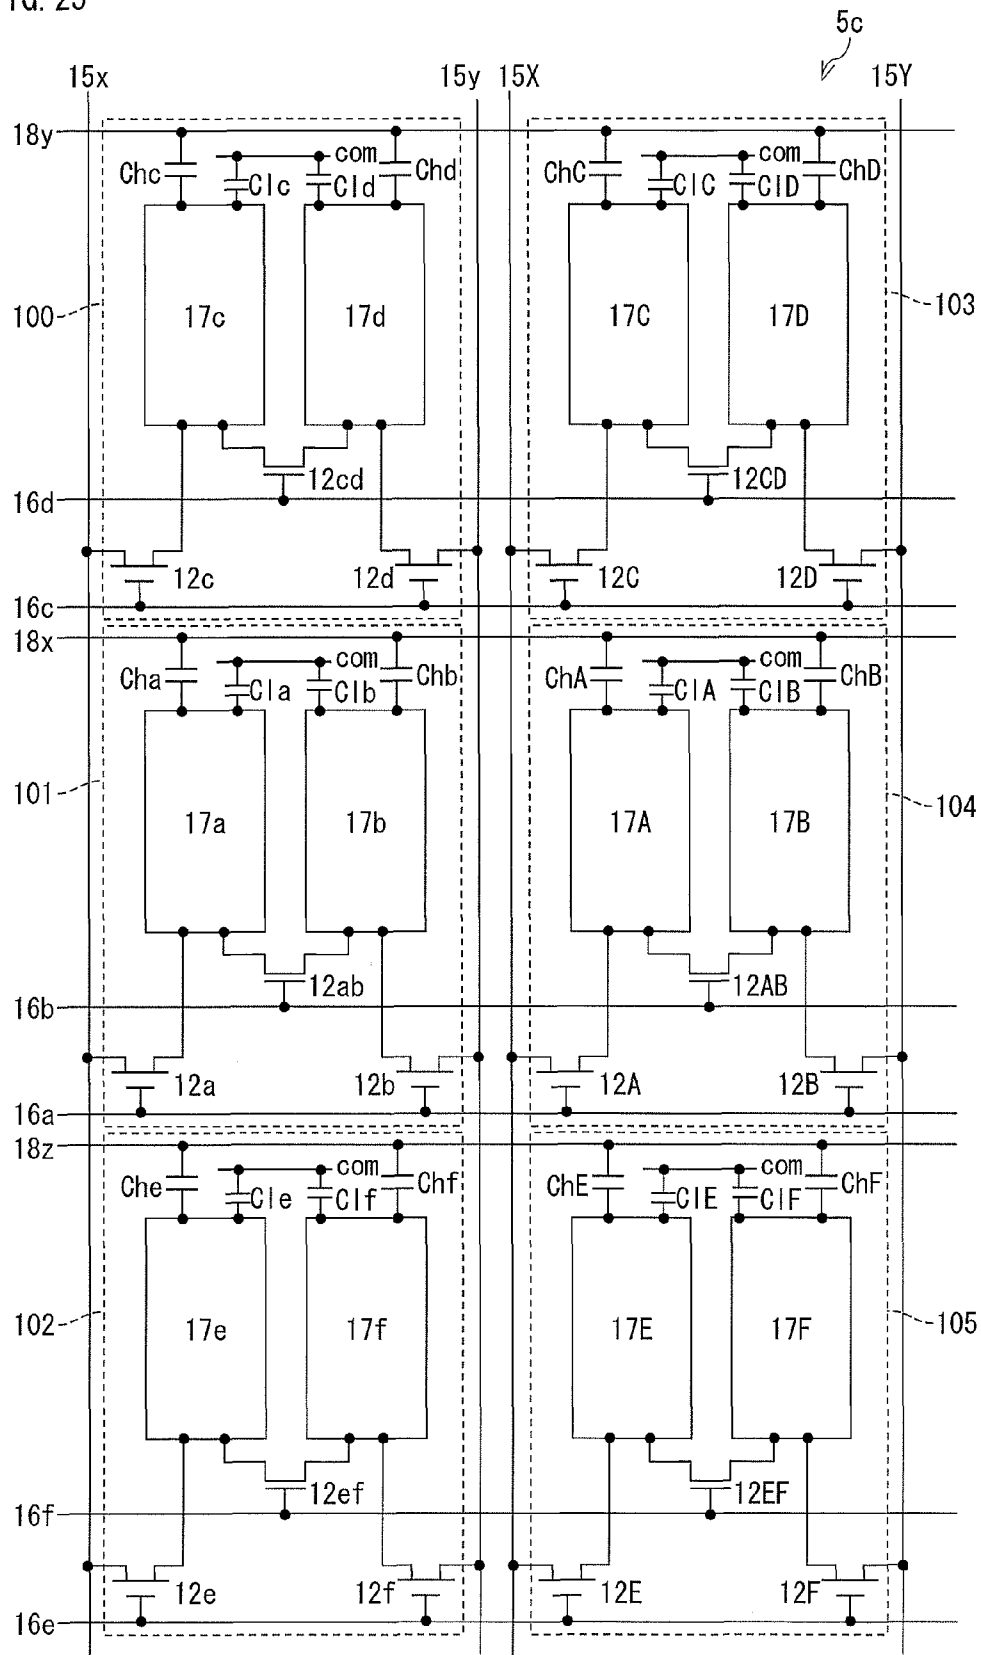 5c
15x 15y 15X 15Y
18y
Chc Clc Cld com Chd ChC ClC ClD com ChD
100 17c 17d 17C 17D 103
12cd 12CD
16d
12c 12d 12C 12D
16c
18x
Cha Cla Clb com Chb ChA ClA ClB com ChB
101 17a 17b 17A 17B 104
12ab 12AB
16b
12a 12b 12A 12B
16a
18z
Che Cle Clf com Chf ChE ClE ClF com ChF
102 17e 17f 17E 17F 105
12ef 12EF
16f
12e 12f 12E 12F
16e